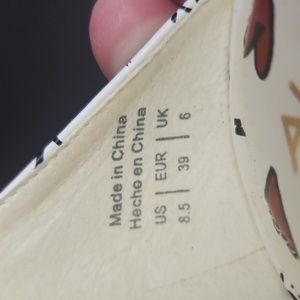 Made in China
Hecho en China
US | EUR | UK
8.5 | 39 | 6
A